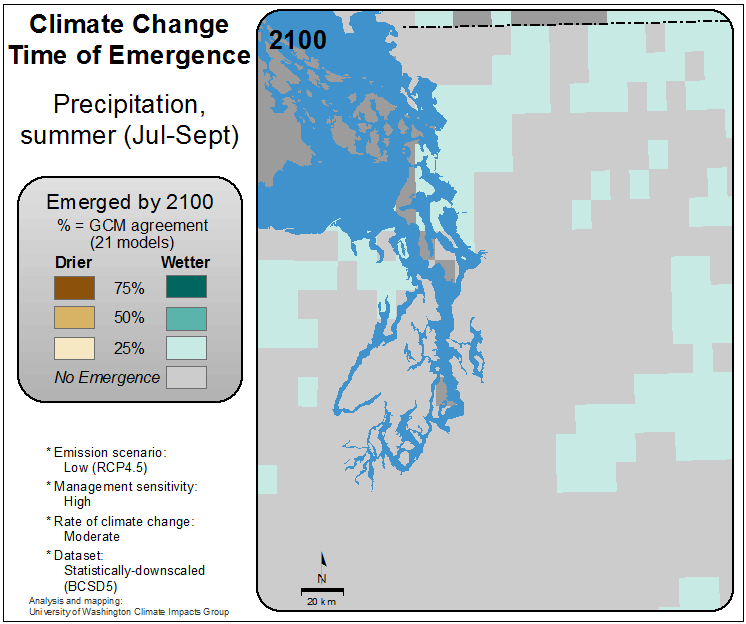 Climate Change
Time of Emergence
Precipitation,
summer (Jul-Sept)
Emerged by 2100
% = GCM agreement
(21 models)
Drier Wetter
75%
50%
25%
No Emergence
* Emission scenario:
Low (RCP4.5)
* Management sensitivity:
High
* Rate of climate change:
Moderate
* Dataset:
Statistically-downscaled
(BCSD5)
Analysis and mapping:
University of Washington Climate Impacts Group
2100
N
20 km